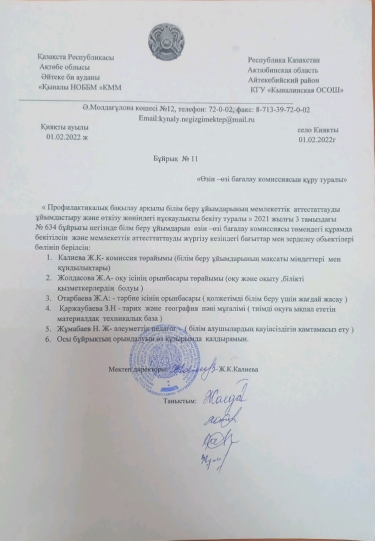 Қазақстан Республикасы
Ақтөбе облысы
Әйтеке би ауданы
«Қыналы НОББМ »КММ
Республика Казахстан
Актюбинская область
Айтекебийский район
КГУ «Кыналинская ОСОШ»
Ә.Молдағұлова көшесі №12, телефон: 72-0-02, факс: 8-713-39-72-0-02
Email:kynaly.negizgimektep@mail.ru
Қияқты ауылы
01.02.2022 ж
село Киякты
01.02.2022г
Бұйрық № 11
«Өзін –өзі бағалау комиссиясын құру туралы»
« Профилактикалық бақылау арқылы білім беру ұйымдарының мемлекеттік аттестаттауды
ұйымдастыру және өткізу жөніндегі нұсқаулықты бекіту туралы » 2021 жылғы 3 тамыздағы
№ 634 бұйрығы негізінде білім беру ұйымдарын өзін –өзі бағалау комиссиясы төмендегі құрамда
бекітілсін және мемлекеттік аттестаттауды жүргізу кезіндегі бағыттар мен зерделеу объектілері
бөлініп берілсін:
1. Калиева Ж.К- комиссия төрайымы (білім беру ұйымдарының мақсаты міндеттері мен
құндылықтары)
2. Жолдасова Ж.А- оқу ісінің орынбасары төрайымы (оқу және оқыту ,білікті
қызметкерлердің болуы )
3. Отарбаева Ж.А: - тәрбие ісінің орынбасары ( қолжетімді білім беру үшін жағдай жасау )
4. Қаржаубаева З.Н - тарих және география пәні мұғалімі ( тиімді оқуға ықпал ететін
материалдық техникалық база )
5. Жұмабаев Н. Ж- әлеуметтік педагог - ( білім алушылардың қауіпсіздігін қамтамасыз ету )
6. Осы бұйрықтың орындалуын өз құзырымда қалдырамын.
Мектеп директоры: Ж.К.Калиева
Таныстым: